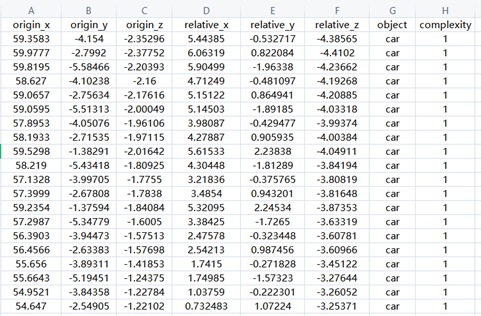 A B C D E F G H
origin_x origin_y origin_z relative_x relative_y relative_z object complexity
59.3583 -4.154 -2.35296 5.44385 -0.532717 -4.38565 car 1
59.9777 -2.7992 -2.37752 6.06319 0.822084 -4.4102 car 1
59.8195 -5.58466 -2.20393 5.90499 -1.96338 -4.23662 car 1
58.627 -4.10238 -2.16 4.71249 -0.481097 -4.19268 car 1
59.0657 -2.75634 -2.17616 5.15122 0.864941 -4.20885 car 1
59.0595 -5.51313 -2.00049 5.14503 -1.89185 -4.03318 car 1
57.8953 -4.05076 -1.96106 3.98087 -0.429477 -3.99374 car 1
58.1933 -2.71535 -1.97115 4.27887 0.905935 -4.00384 car 1
59.5298 -1.38291 -2.01642 5.61533 2.23838 -4.04911 car 1
58.219 -5.43418 -1.80925 4.30448 -1.81289 -3.84194 car 1
57.1328 -3.99705 -1.7755 3.21836 -0.375765 -3.80819 car 1
57.3999 -2.67808 -1.7838 3.4854 0.943201 -3.81648 car 1
59.2354 -1.37594 -1.84084 5.32095 2.24534 -3.87353 car 1
57.2987 -5.34779 -1.6005 3.38425 -1.7265 -3.63319 car 1
56.3903 -3.94473 -1.57513 2.47578 -0.323448 -3.60781 car 1
56.4566 -2.63383 -1.57698 2.54213 0.987456 -3.60966 car 1
55.656 -3.89311 -1.41853 1.7415 -0.271828 -3.45122 car 1
55.6643 -5.19451 -1.24375 1.74985 -1.57323 -3.27644 car 1
54.9521 -3.84358 -1.22784 1.03759 -0.222301 -3.26052 car 1
54.647 -2.54905 -1.22102 0.732483 1.07224 -3.25371 car 1